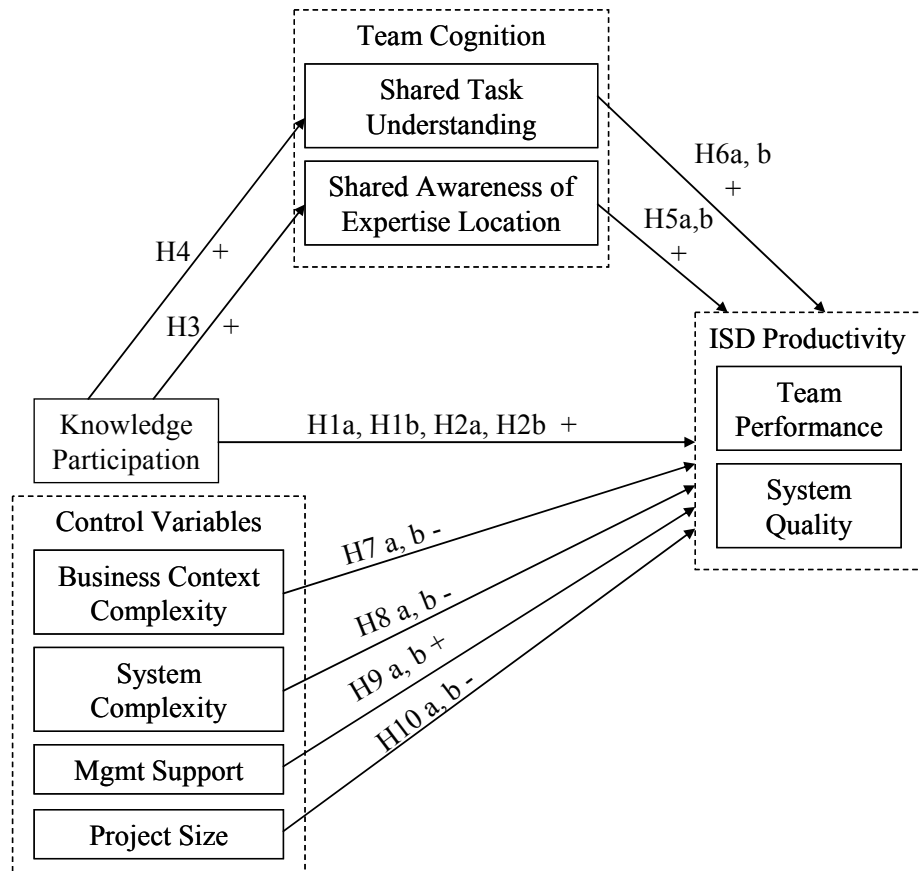 Team Cognition
Shared Task
Understanding
Shared Awareness of
Expertise Location
H6a, b
+
H5a,b
+
H4 +
H3 +
ISD Productivity
Team
Performance
System
Quality
Knowledge
Participation
H1a, H1b, H2a, H2b +
Control Variables
Business Context
Complexity
System
Complexity
Mgmt Support
Project Size
H7 a, b -
H8 a, b -
H9 a, b +
H10 a, b -